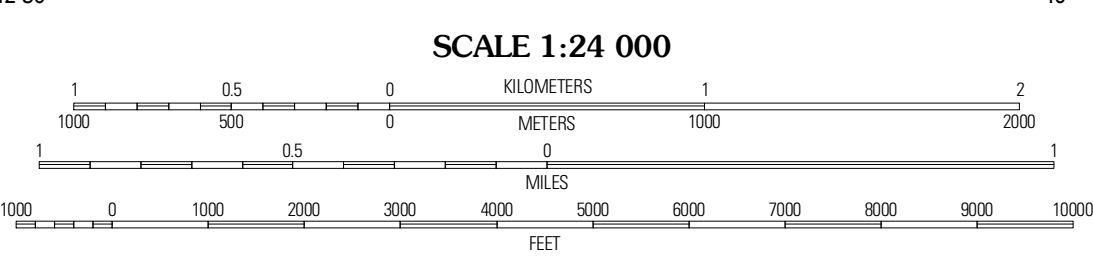 SCALE 1:24 000
1 0.5 0 KILOMETERS 1 2
1000 500 0 METERS 1000 2000
1 0.5 0 1
MILES
1000 0 1000 2000 3000 4000 5000 6000 7000 8000 9000 10000
FEET